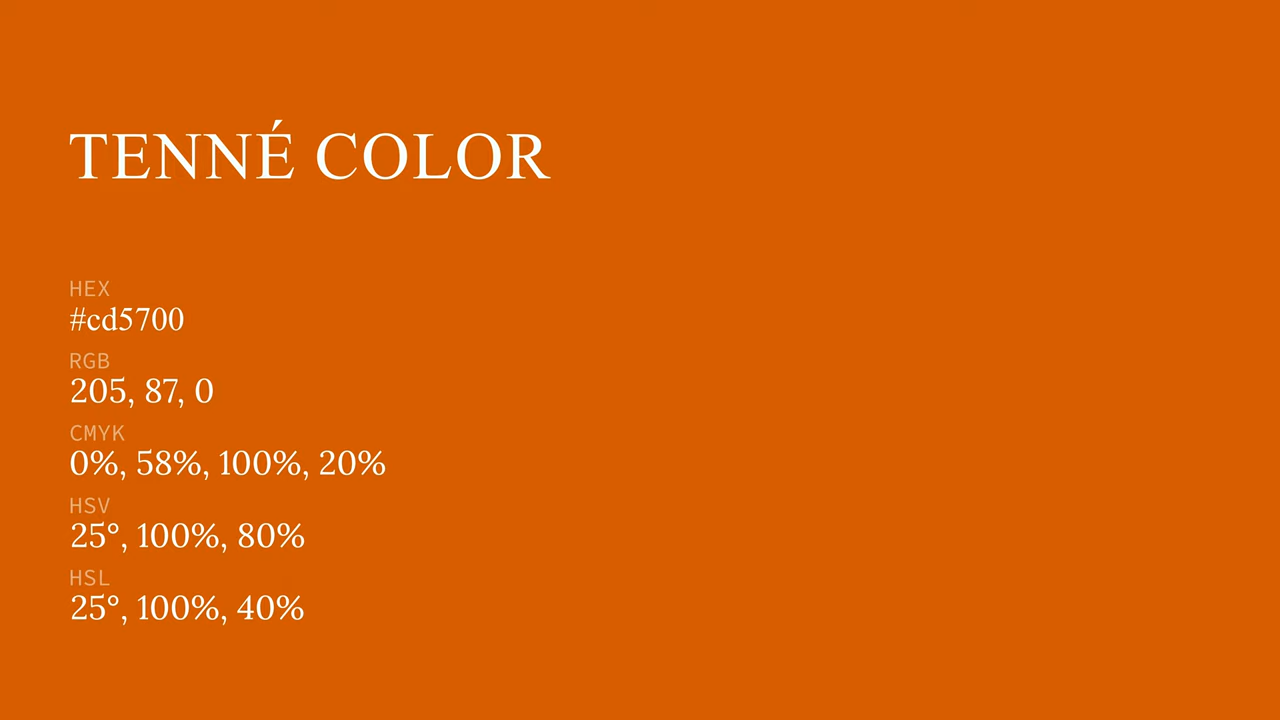 TENNÉ COLOR
HEX
#cd5700
RGB
205, 87, 0
CMYK
0%, 58%, 100%, 20%
HSV
25°, 100%, 80%
HSL
25°, 100%, 40%